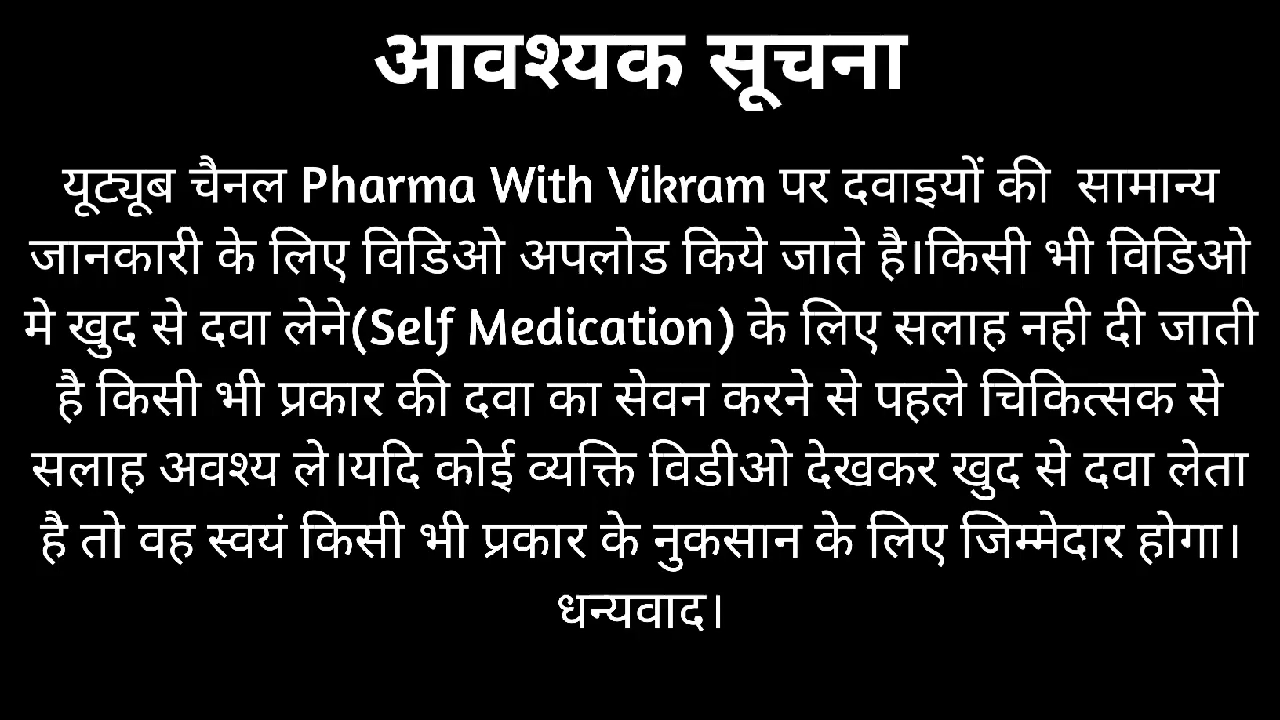 आवश्यक सूचना
यूट्यूब चैनल Pharma With Vikram पर दवाइयों की सामान्य
जानकारी के लिए विडिओ अपलोड किये जाते है।किसी भी विडिओ
मे खुद से दवा लेने(Self Medication) के लिए सलाह नही दी जाती
है किसी भी प्रकार की दवा का सेवन करने से पहले चिकित्सक से
सलाह अवश्य ले।यदि कोई व्यक्ति विडीओ देखकर खुद से दवा लेता
है तो वह स्वयं किसी भी प्रकार के नुकसान के लिए जिम्मेदार होगा।
धन्यवाद।